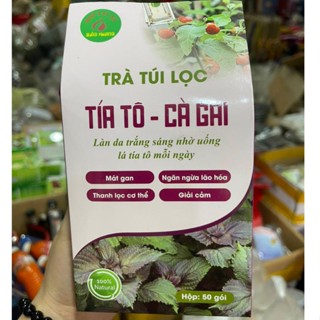 TRÀ TÚI LỌC
TÍA TÔ - CÀ GAI
Làn da trắng sáng nhờ uống
lá tía tô mỗi ngày
Mát gan
Ngăn ngừa lão hóa
Thanh lọc cơ thể
Giải cảm
100%
Natural
Hộp: 50 gói